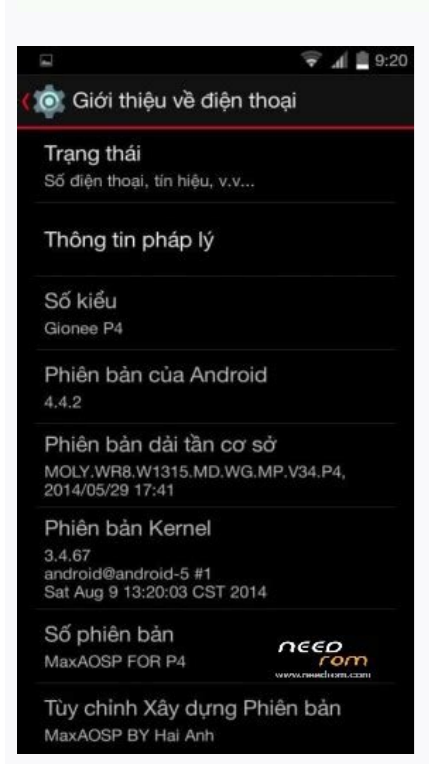 9:20
Giới thiệu về điện thoại
Trạng thái
Số điện thoại, tín hiệu, v.v...
Thông tin pháp lý
Số kiểu
Gionee P4
Phiên bản của Android
4.4.2
Phiên bản dải tần cơ sở
MOLY.WR8.W1315.MD.WG.MP.V34.P4,
2014/05/29 17:41
Phiên bản Kernel
3.4.67
android@android-5 #1
Sat Aug 9 13:20:03 CST 2014
Số phiên bản
MaxAOSP FOR P4
NEED
rom
www.needrom.com
Tùy chỉnh Xây dựng Phiên bản
MaxAOSP BY Hai Anh